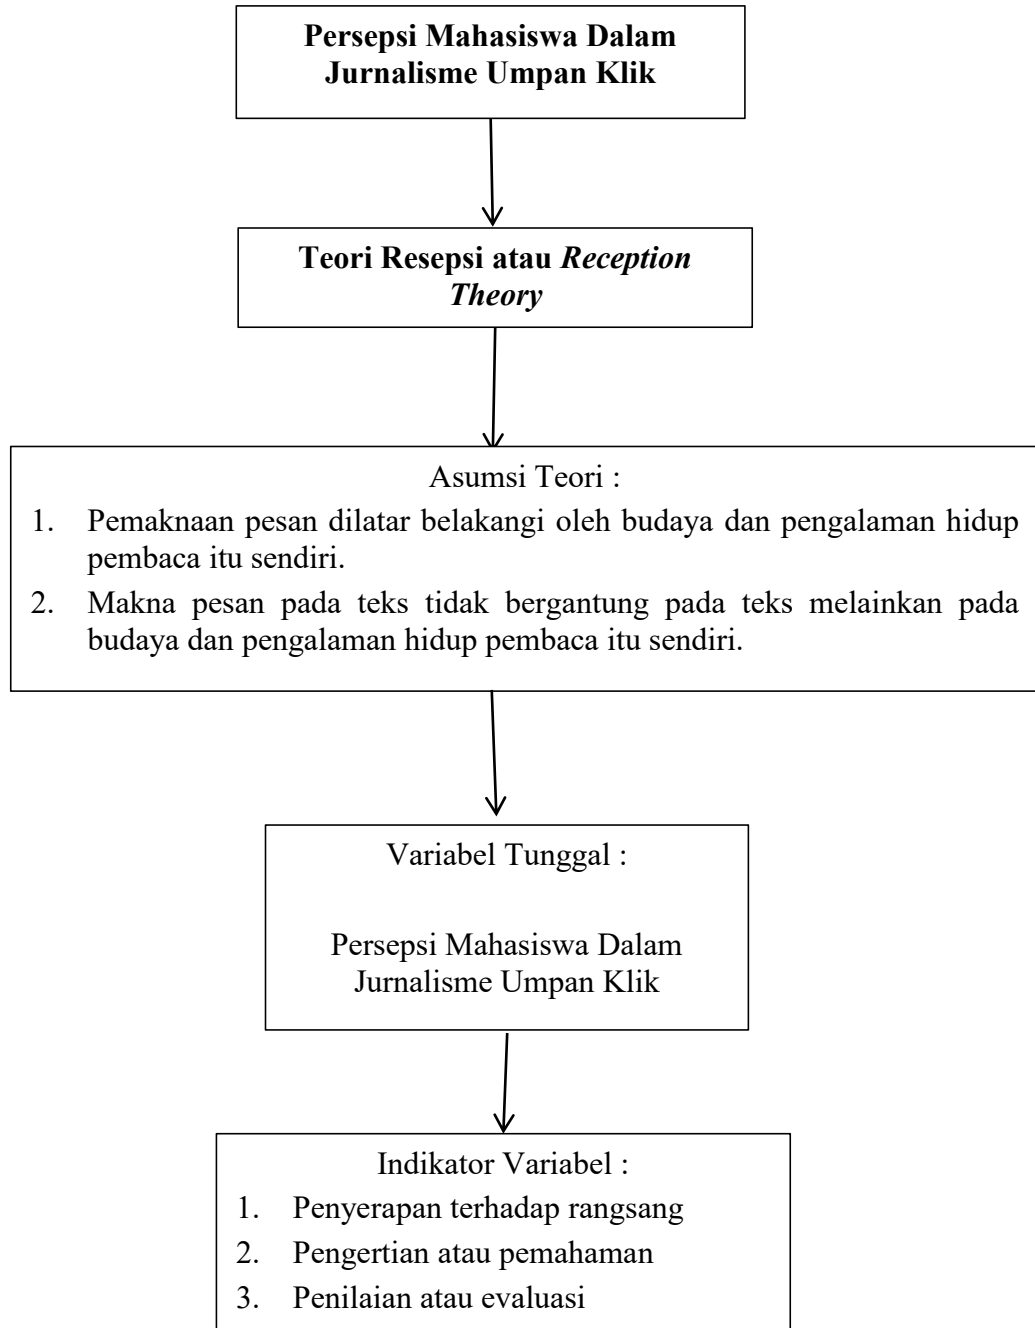 Persepsi Mahasiswa Dalam
Jurnalisme Umpan Klik
Teori Resepsi atau Reception
Theory
Asumsi Teori :
1. Pemaknaan pesan dilatar belakangi oleh budaya dan pengalaman hidup
pembaca itu sendiri.
2. Makna pesan pada teks tidak bergantung pada teks melainkan pada
budaya dan pengalaman hidup pembaca itu sendiri.
Variabel Tunggal :
Persepsi Mahasiswa Dalam
Jurnalisme Umpan Klik
Indikator Variabel :
1. Penyerapan terhadap rangsang
2. Pengertian atau pemahaman
3. Penilaian atau evaluasi